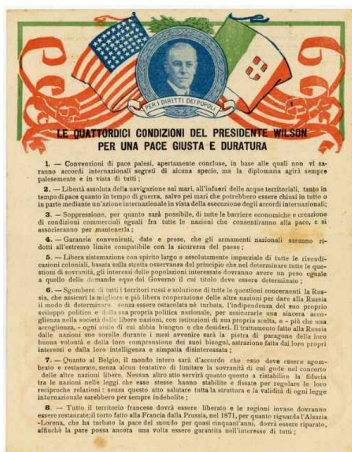 PER I DIRITTI DEI POPOLI
LE QUATTORDICI CONDIZIONI DEL PRESIDENTE WILSON
PER UNA PACE GIUSTA E DURATURA
1. — Convenzioni di pace palesi, apertamente concluse, in base alle quali non vi sa-
ranno accordi internazionali segreti di alcuna specie, ma la diplomazia agirà sempre
palesemente e in vista di tutti;
2. — Libertà assoluta della navigazione sui mari, all'infuori delle acque territoriali, tanto in
tempo di pace quanto in tempo di guerra, salvo pei mari che potrebbero essere chiusi in tutto o
in parte mediante un'azione internazionale in vista della esecuzione degli accordi internazionali;
3. — Soppressione, per quanto sarà possibile, di tutte le barriere economiche e creazione
di condizioni commerciali eguali fra tutte le nazioni che consentiranno alla pace, e si
associeranno per mantenerla;
4. — Garanzie convenienti, date e prese, che gli armamenti nazionali saranno ri-
dotti all'estremo limite compatibile con la sicurezza del paese;
5. — Libera sistemazione con spirito largo e assolutamente imparziale di tutte le rivendi-
cazioni coloniali, basata sulla stretta osservanza del principio che nel determinare tutte le que-
stioni di sovranità, gli interessi delle popolazioni interessate dovranno avere un peso eguale
a quello delle domande eque del Governo il cui titolo deve essere determinato;
6. — Sgombero di tutti i territori russi e soluzione di tutte le questioni concernenti la Rus-
sia, che assicuri la migliore e più libera cooperazione delle altre nazioni per dare alla Russia
il modo di determinare senza essere ostacolata nè turbata, l'indipendenza del suo proprio
sviluppo politico e della sua propria politica nazionale, per assicurarle una sincera acco-
glienza nella società delle libere nazioni, con istituzioni di sua propria scelta, e più che una
accoglienza, ogni aiuto di cui abbia bisogno e che desideri. Il trattamento fatto alla Russia
dalle nazioni sue sorelle durante i mesi avvenire sarà la pietra di paragone della loro
buona volontà e della loro comprensione dei suoi bisogni, astrazione fatta dai loro propri
interessi e dalla loro intelligenza e simpatia disinteressata;
7. — Quanto al Belgio, il mondo intero sarà d'accordo che esso deve essere sgom-
brato e restaurato, senza alcun tentativo di limitare la sovranità di cui gode nel concerto
delle altre nazioni libere. Nessun altro atto servirà quanto questo a ristabilire la fiducia
tra le nazioni nelle leggi che esse stesse hanno stabilite e fissate per regolare le loro
reciproche relazioni: senza questo atto salutare tutta la struttura e la validità di ogni legge
internazionale sarebbero per sempre indebolite;
8. — Tutto il territorio francese dovrà essere liberato e le regioni invase dovranno
essere restaurate; il torto fatto alla Francia dalla Prussia, nel 1871, per quanto riguarda l'Alsazia
-Lorena, che ha turbato la pace del mondo per quasi cinquant'anni, dovrà essere riparato,
affinchè la pace possa ancora una volta essere garantita nell'interesse di tutti;